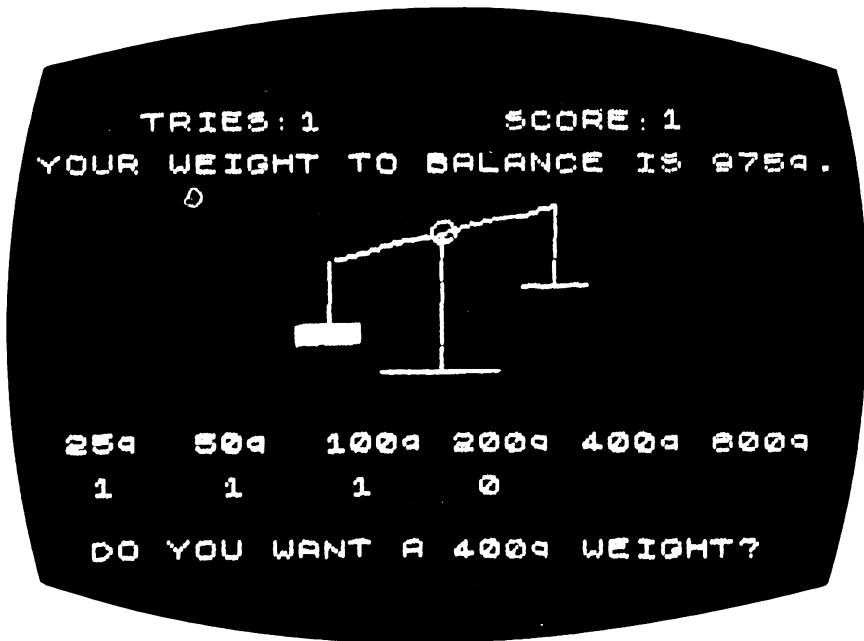 TRIES:1 SCORE:1
YOUR WEIGHT TO BALANCE IS 975g.
25g 50g 100g 200g 400g 800g
1 1 1 0
DO YOU WANT A 400g WEIGHT?